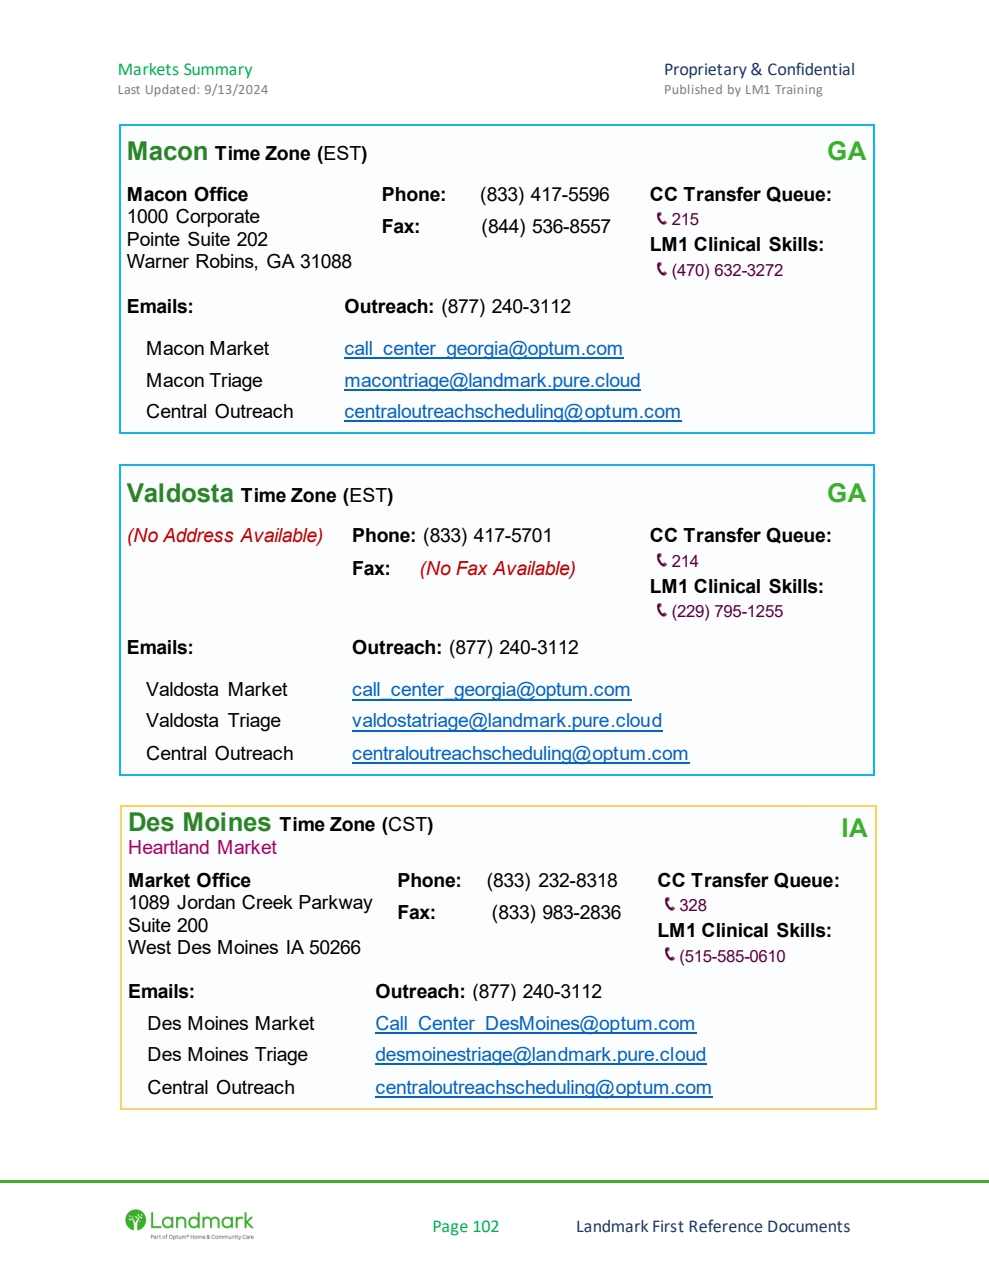 Markets Summary
Proprietary & Confidential
Last Updated: 9/13/2024
Published by LM1 Training
Macon Time Zone (EST)
GA
Macon Office
1000 Corporate
Pointe Suite 202
Warner Robins, GA 31088
Phone: (833) 417-5596
Fax: (844) 536-8557
CC Transfer Queue:
215
LM1 Clinical Skills:
(470) 632-3272
Emails:
Outreach: (877) 240-3112
Macon Market call_center_georgia@optum.com
Macon Triage macontriage@landmark.pure.cloud
Central Outreach centraloutreachscheduling@optum.com
Valdosta Time Zone (EST)
GA
(No Address Available)
Phone: (833) 417-5701
Fax: (No Fax Available)
CC Transfer Queue:
214
LM1 Clinical Skills:
(229) 795-1255
Emails:
Outreach: (877) 240-3112
Valdosta Market call_center_georgia@optum.com
Valdosta Triage valdostatriage@landmark.pure.cloud
Central Outreach centraloutreachscheduling@optum.com
Des Moines Time Zone (CST)
IA
Heartland Market
Market Office
1089 Jordan Creek Parkway
Suite 200
West Des Moines IA 50266
Phone: (833) 232-8318
Fax: (833) 983-2836
CC Transfer Queue:
328
LM1 Clinical Skills:
(515-585-0610
Emails:
Outreach: (877) 240-3112
Des Moines Market Call_Center_DesMoines@optum.com
Des Moines Triage desmoinestriage@landmark.pure.cloud
Central Outreach centraloutreachscheduling@optum.com
Landmark
Part of Optum® Home & Community Care
Page 102
Landmark First Reference Documents